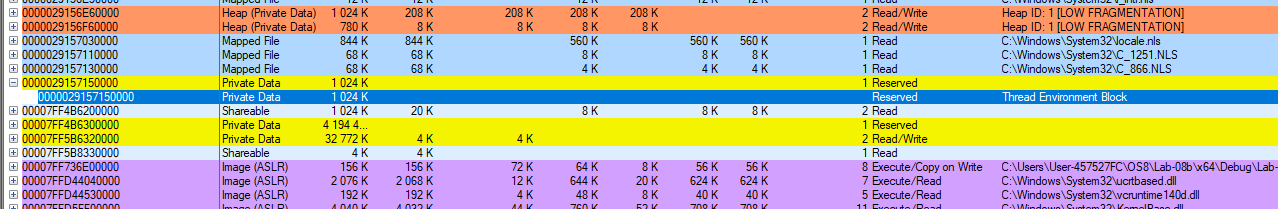 0000029156E60000 Heap (Private Data) 1 024 K 208 K 208 K 208 K 208 K 2 Read/Write Heap ID: 1 [LOW FRAGMENTATION]
0000029156F60000 Heap (Private Data) 780 K 8 K 8 K 8 K 8 K 2 Read/Write Heap ID: 1 [LOW FRAGMENTATION]
0000029157030000 Mapped File 844 K 844 K 560 K 560 K 560 K 1 Read C:\Windows\System32\locale.nls
0000029157110000 Mapped File 68 K 68 K 8 K 8 K 8 K 1 Read C:\Windows\System32\C_1251.NLS
0000029157130000 Mapped File 68 K 68 K 4 K 4 K 4 K 1 Read C:\Windows\System32\C_866.NLS
0000029157150000 Private Data 1 024 K 1 Reserved
0000029157150000 Private Data 1 024 K Reserved Thread Environment Block
00007FF4B6200000 Shareable 1 024 K 20 K 8 K 8 K 8 K 2 Read
00007FF4B6300000 Private Data 4 194 4... 1 Reserved
00007FF5B6320000 Private Data 32 772 K 4 K 4 K 2 Read/Write
00007FF5B8330000 Shareable 4 K 4 K 1 Read
00007FF736E00000 Image (ASLR) 156 K 156 K 72 K 64 K 8 K 56 K 56 K 8 Execute/Copy on Write C:\Users\User-457527FC\OS8\Lab-08b\x64\Debug\Lab-
00007FFD44040000 Image (ASLR) 2 076 K 2 068 K 12 K 644 K 20 K 624 K 624 K 7 Execute/Read C:\Windows\System32\ucrtbased.dll
00007FFD44530000 Image (ASLR) 192 K 192 K 4 K 48 K 8 K 40 K 40 K 5 Execute/Read C:\Windows\System32\vcruntime140d.dll